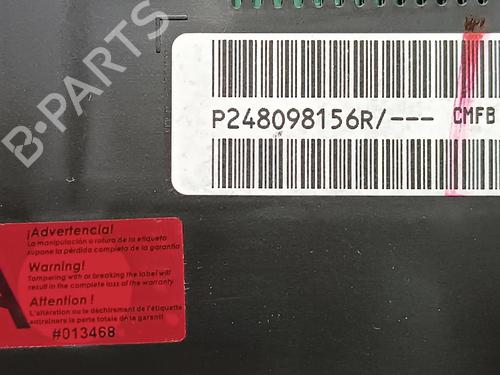 B-PARTS
P248098156R/--- CMFB
¡Advertencia!
La manipulación o rotura de la etiqueta
supone la pérdida completa de la garantía
Warning!
Tampering with or breaking the label will
result in the complete loss of the warranty
Attention !
L'altération ou le déchirement de l'étiquette
entraînera la perte totale de la garantie
#013468